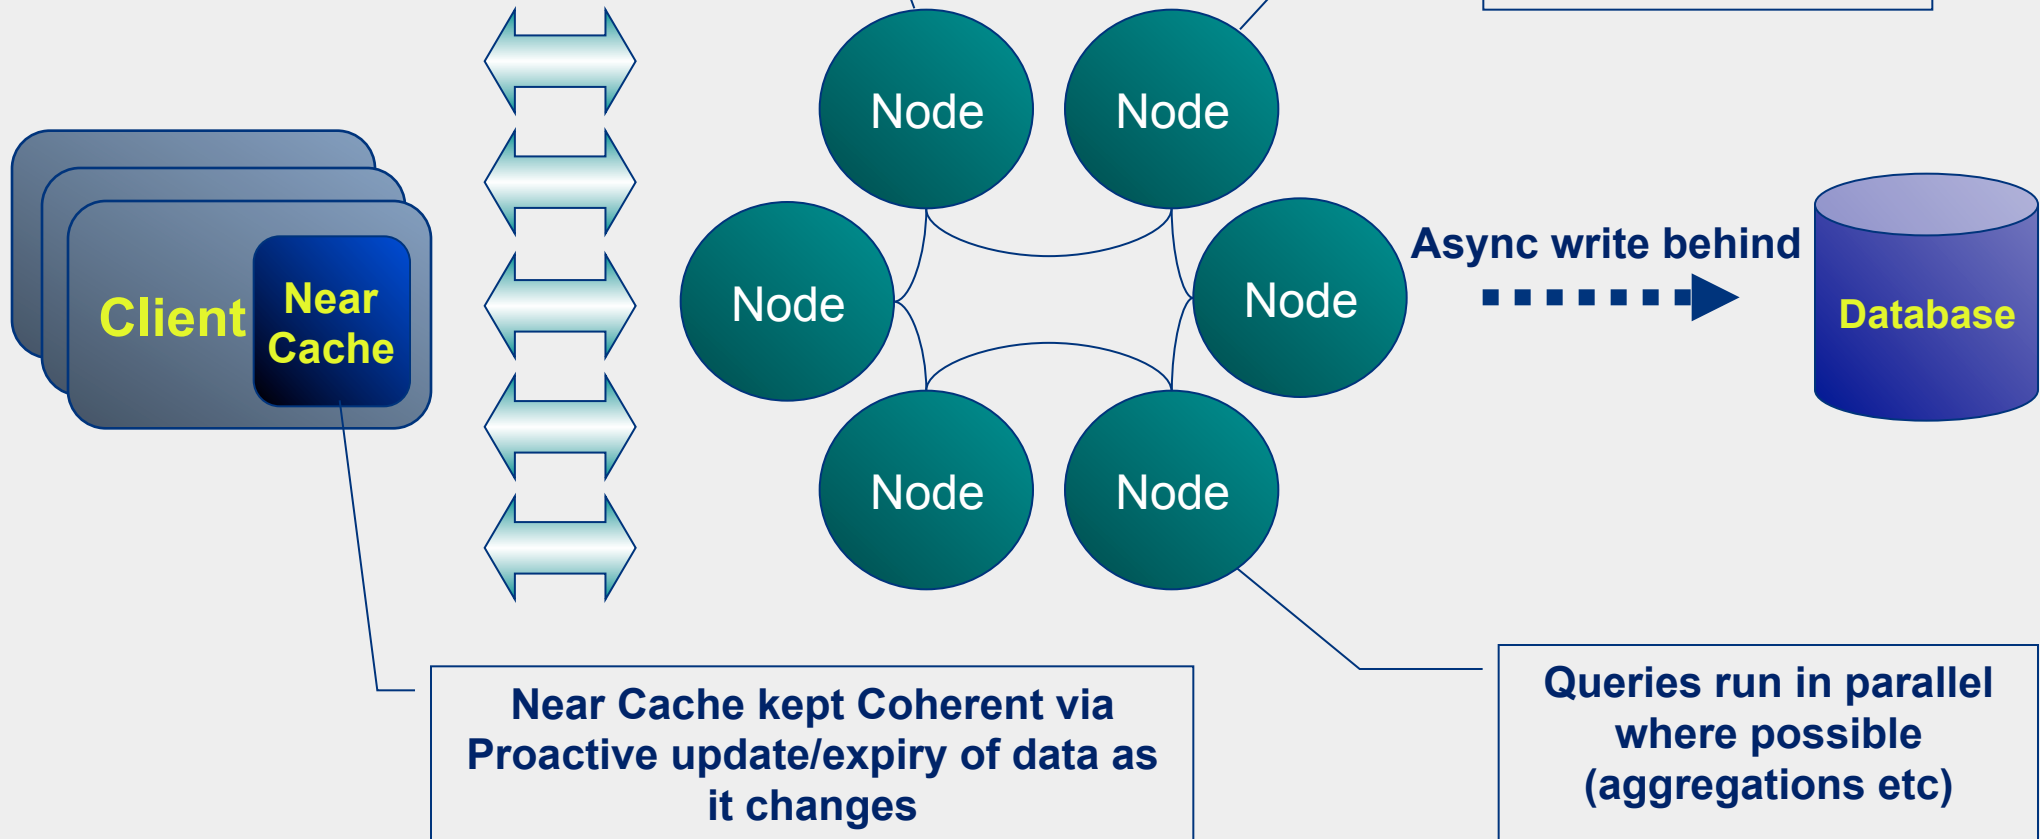 Node
Node
Client
Near
Cache
Node
Node
Async write behind
Database
Node
Node
Near Cache kept Coherent via
Proactive update/expiry of data as
it changes
Queries run in parallel
where possible
(aggregations etc)